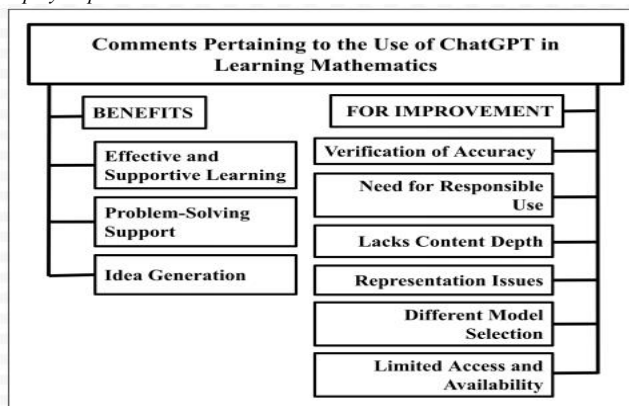 Comments Pertaining to the Use of ChatGPT in
Learning Mathematics
BENEFITS
Effective and
Supportive Learning
Problem-Solving
Support
Idea Generation
FOR IMPROVEMENT
Verification of Accuracy
Need for Responsible
Use
Lacks Content Depth
Representation Issues
Different Model
Selection
Limited Access and
Availability